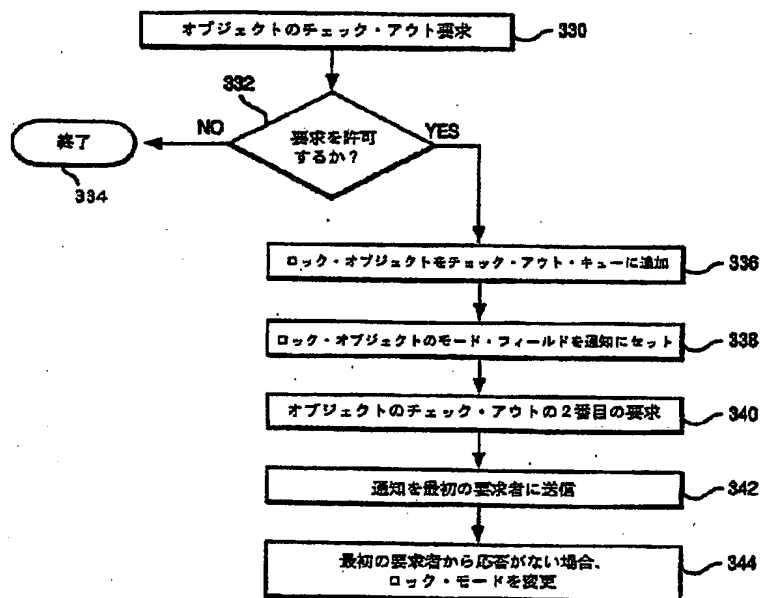 オブジェクトのチェック・アウト要求
330
332
NO
要求を許可
するか?
YES
終了
334
ロック・オブジェクトをチェック・アウト・キューに追加
336
ロック・オブジェクトのモード・フィールドを通知にセット
338
オブジェクトのチェック・アウトの2番目の要求
340
通知を最初の要求者に送信
342
最初の要求者から応答がない場合、
ロック・モードを変更
344